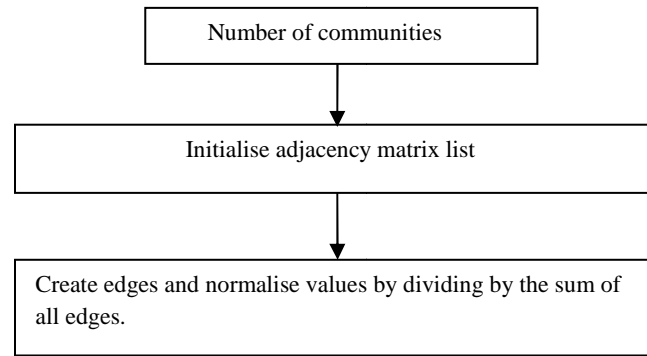 Number of communities
Initialise adjacency matrix list
Create edges and normalise values by dividing by the sum of
all edges.